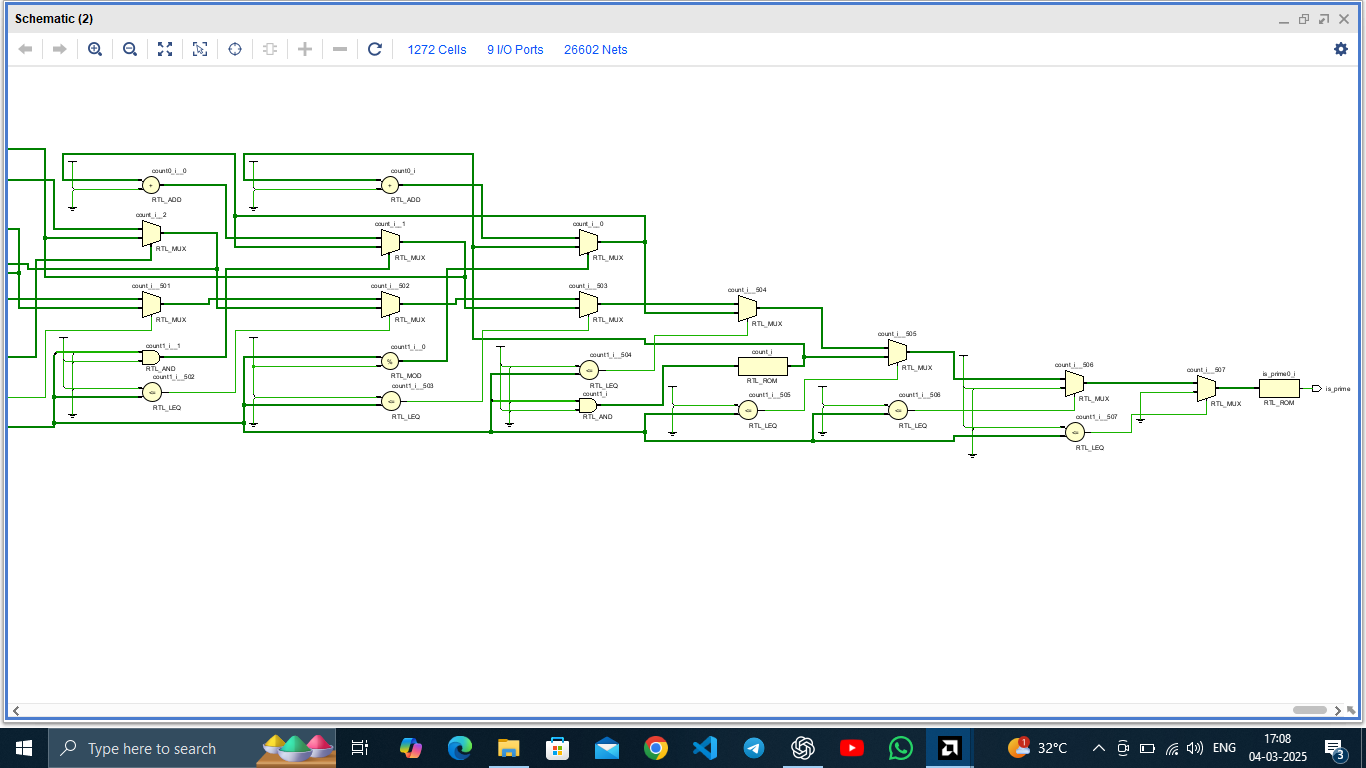 Schematic (2)
1272 Cells 9 I/O Ports 26602 Nets
count0_i__0
+
RTL_ADD
count0_i
+
RTL_ADD
count_i__2
RTL_MUX
count_i__1
RTL_MUX
count_i__0
RTL_MUX
count_i__501
RTL_MUX
count_i__502
RTL_MUX
count_i__503
RTL_MUX
count_i__504
RTL_MUX
count_i__505
RTL_MUX
count_i__506
RTL_MUX
count_i__507
RTL_MUX
is_prime0_i
RTL_ROM
is_prime
count1_i__1
RTL_AND
count1_i__502
<=
RTL_LEQ
count1_i__0
%
RTL_MOD
count1_i__503
<=
RTL_LEQ
count1_i__504
<=
RTL_LEQ
count1_i
RTL_AND
count_i
RTL_ROM
count1_i__505
<=
RTL_LEQ
count1_i__506
<=
RTL_LEQ
count1_i__507
<=
RTL_LEQ
Type here to search
1
32°C
ENG
17:08
04-03-2025
3